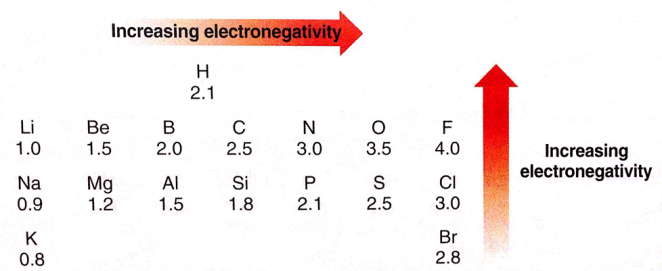 Increasing electronegativity
H
2.1
Li Be B C N O F
1.0 1.5 2.0 2.5 3.0 3.5 4.0
Na Mg Al Si P S Cl
0.9 1.2 1.5 1.8 2.1 2.5 3.0
K Br
0.8 2.8
Increasing
electronegativity